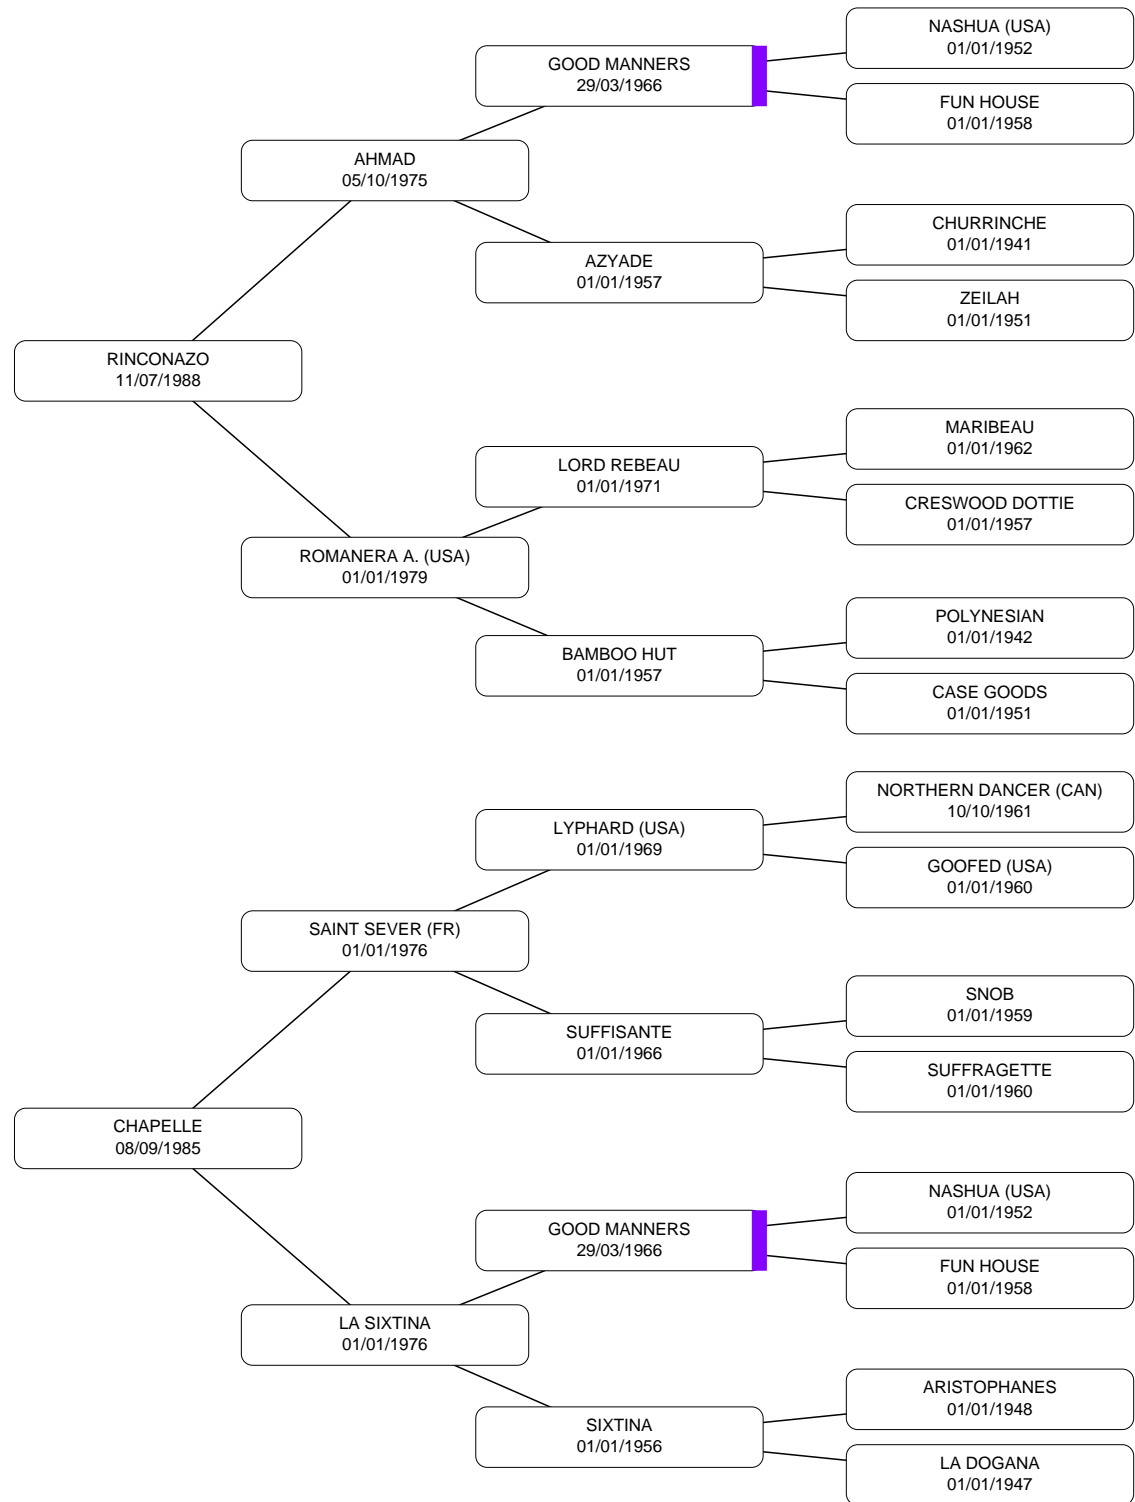 NASHUA (USA)
01/01/1952
GOOD MANNERS
29/03/1966
FUN HOUSE
01/01/1958
AHMAD
05/10/1975
CHURRINCHE
01/01/1941
AZYADE
01/01/1957
ZEILAH
01/01/1951
RINCONAZO
11/07/1988
MARIBEAU
01/01/1962
LORD REBEAU
01/01/1971
CRESWOOD DOTTIE
01/01/1957
ROMANERA A. (USA)
01/01/1979
POLYNESIAN
01/01/1942
BAMBOO HUT
01/01/1957
CASE GOODS
01/01/1951
NORTHERN DANCER (CAN)
10/10/1961
LYPHARD (USA)
01/01/1969
GOOFED (USA)
01/01/1960
SAINT SEVER (FR)
01/01/1976
SNOB
01/01/1959
SUFFISANTE
01/01/1966
SUFFRAGETTE
01/01/1960
CHAPELLE
08/09/1985
NASHUA (USA)
01/01/1952
GOOD MANNERS
29/03/1966
FUN HOUSE
01/01/1958
LA SIXTINA
01/01/1976
ARISTOPHANES
01/01/1948
SIXTINA
01/01/1956
LA DOGANA
01/01/1947